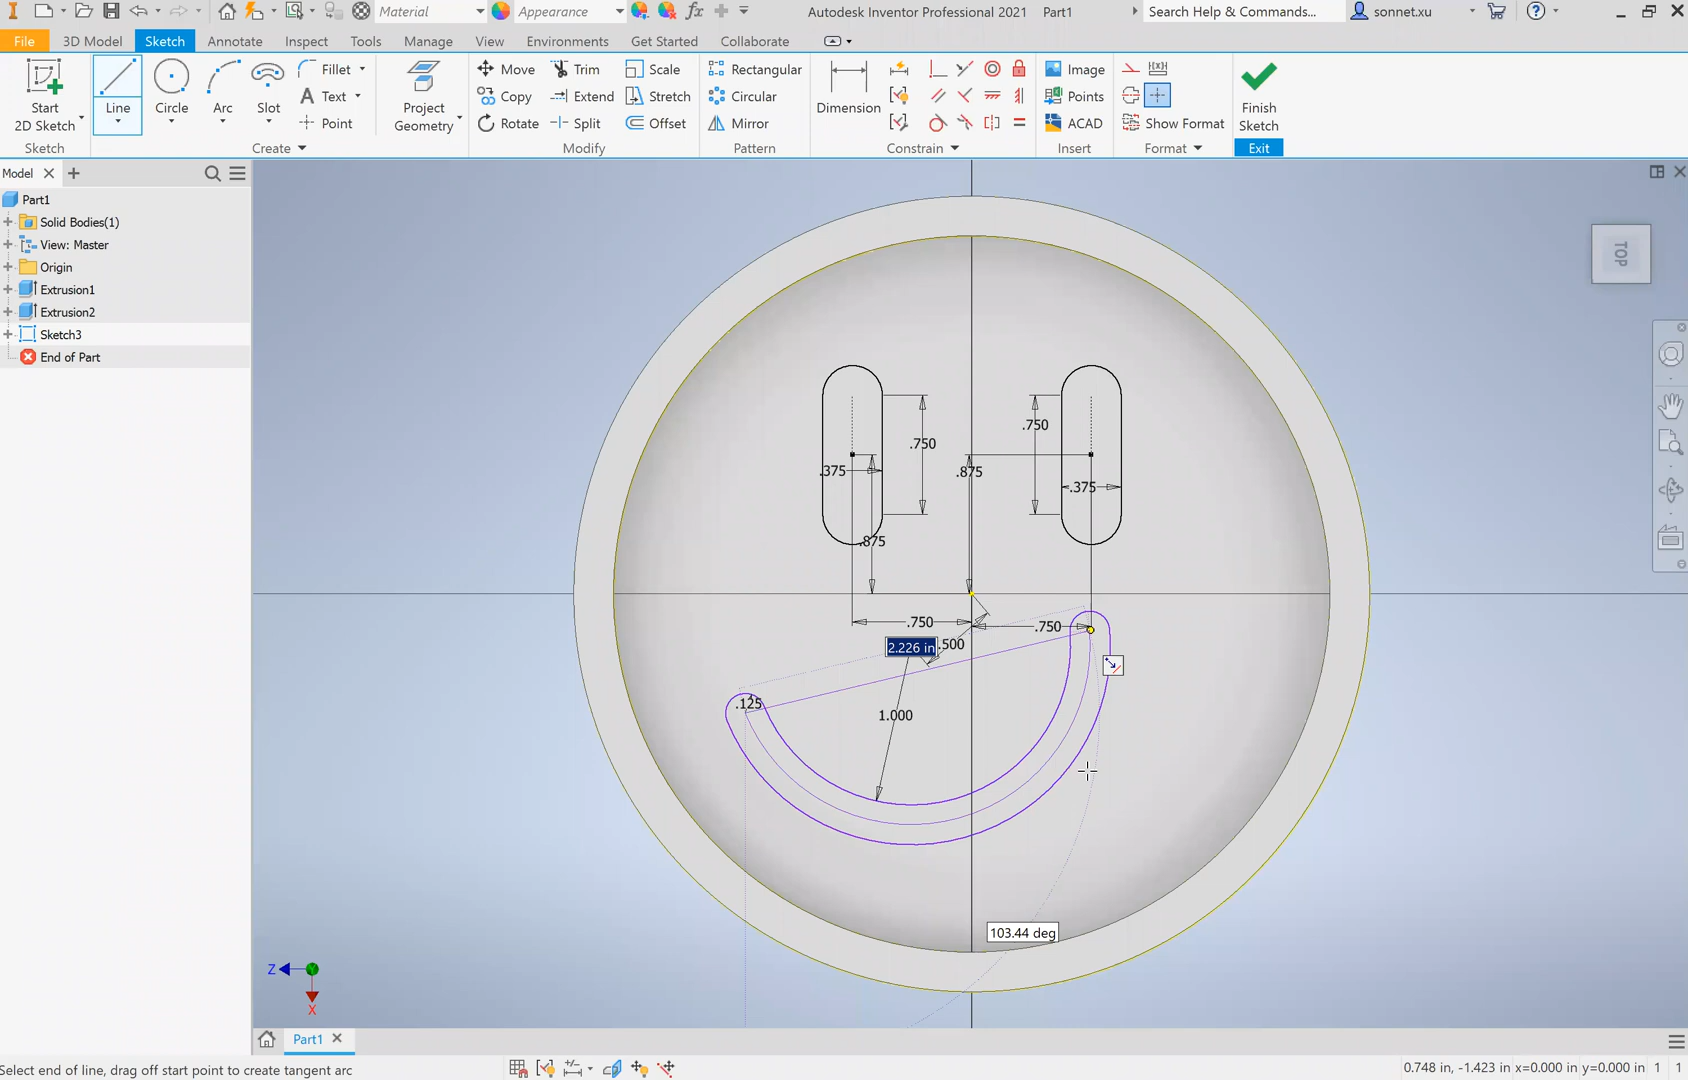 Material
Appearance
fx
Autodesk Inventor Professional 2021 Part1
Search Help & Commands...
sonnet.xu
File
3D Model
Sketch
Annotate
Inspect
Tools
Manage
View
Environments
Get Started
Collaborate
Start
2D Sketch
Line
Circle
Arc
Slot
Fillet
Text
Point
Project
Geometry
Move
Copy
Rotate
Trim
Extend
Split
Scale
Stretch
Offset
Rectangular
Circular
Mirror
Dimension
Image
Points
ACAD
Show Format
Finish
Sketch
Sketch
Create
Modify
Pattern
Constrain
Insert
Format
Exit
Model
Part1
Solid Bodies(1)
View: Master
Origin
Extrusion1
Extrusion2
Sketch3
End of Part
TOP
.750
.375
.875
.750
.875
.375
.750
.750
2.226 in
.500
.125
1.000
103.44 deg
Z
X
Part1
Select end of line, drag off start point to create tangent arc
0.748 in, -1.423 in x=0.000 in y=0.000 in 1 1